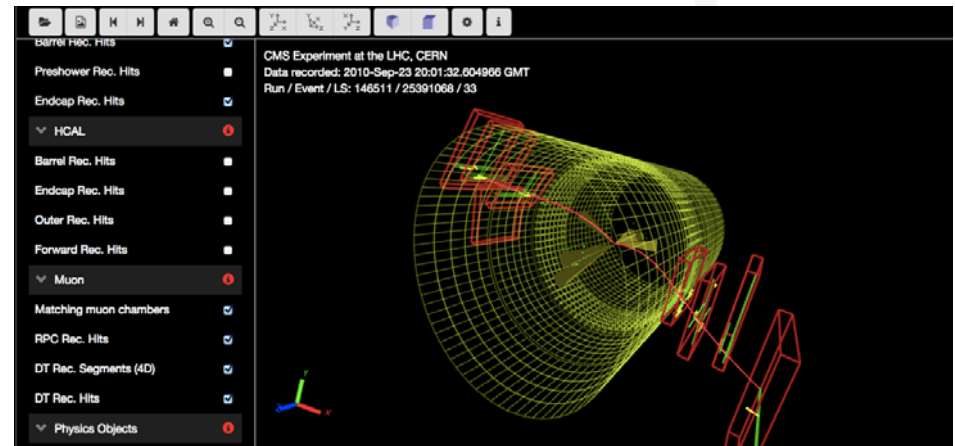 Barrel Rec. Hits
Preshower Rec. Hits
Endcap Rec. Hits
HCAL
Barrel Rec. Hits
Endcap Rec. Hits
Outer Rec. Hits
Forward Rec. Hits
Muon
Matching muon chambers
RPC Rec. Hits
DT Rec. Segments (4D)
DT Rec. Hits
Physics Objects
CMS Experiment at the LHC, CERN
Data recorded: 2010-Sep-23 20:01:32.604966 GMT
Run / Event / LS: 146511 / 25391068 / 33
Y
X